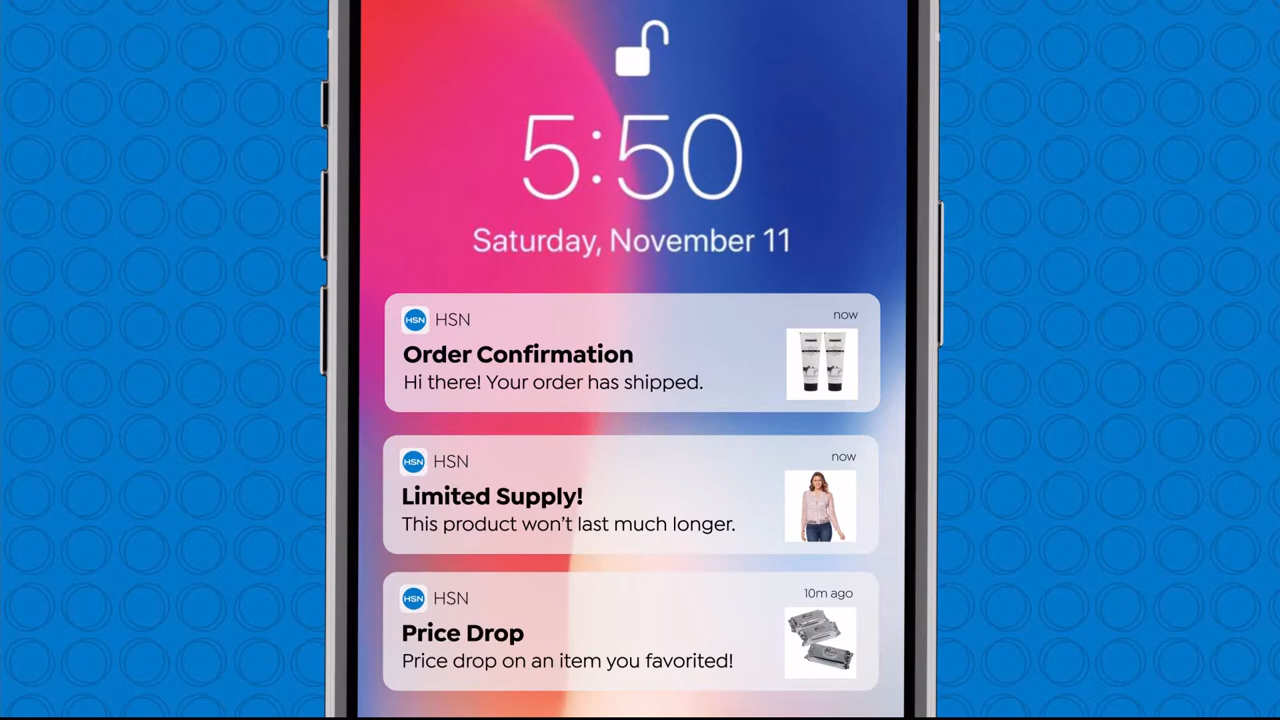 5:50
Saturday, November 11
HSN HSN
now
Order Confirmation
Hi there! Your order has shipped.
HSN HSN
now
Limited Supply!
This product won't last much longer.
HSN HSN
10m ago
Price Drop
Price drop on an item you favorited!